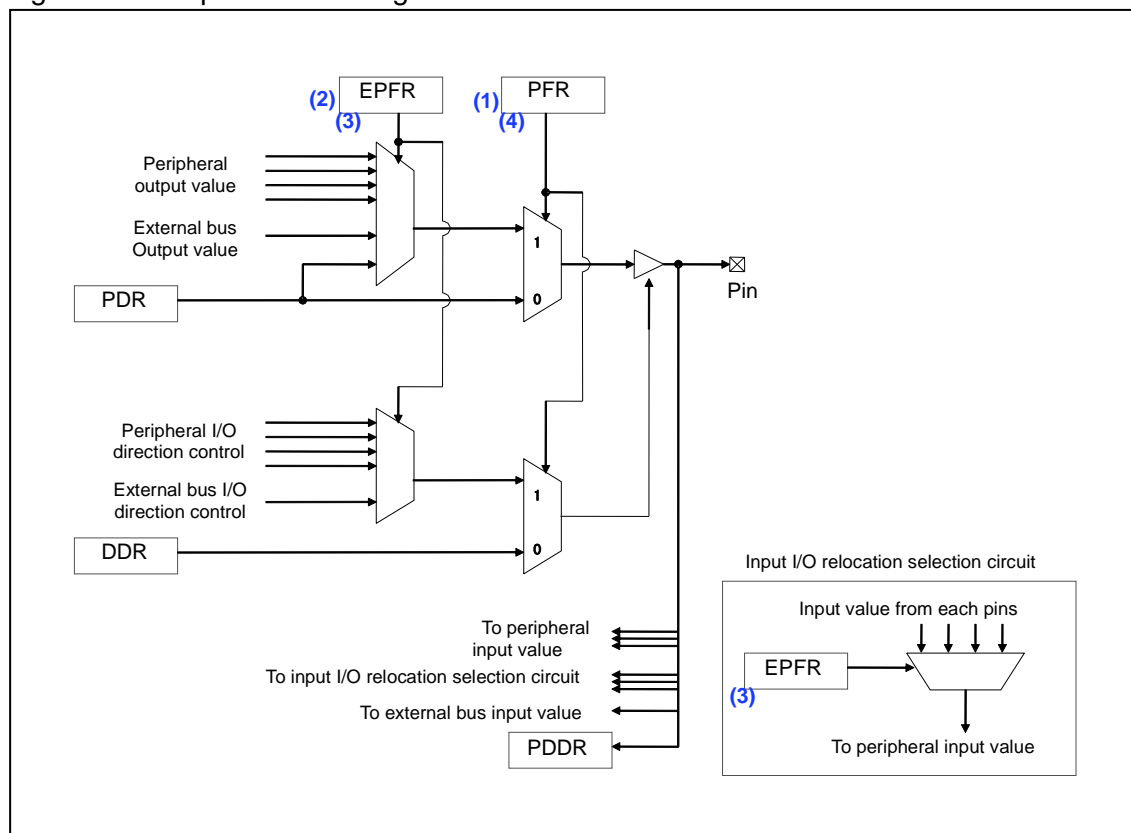 EPFR
(2)
(3)
PFR
(1)
(4)
Peripheral
output value
External bus
Output value
PDR
1
0
Pin
Peripheral I/O
direction control
External bus I/O
direction control
DDR
1
0
To peripheral
input value
To input I/O relocation selection circuit
To external bus input value
PDDR
Input I/O relocation selection circuit
Input value from each pins
EPFR
(3)
To peripheral input value